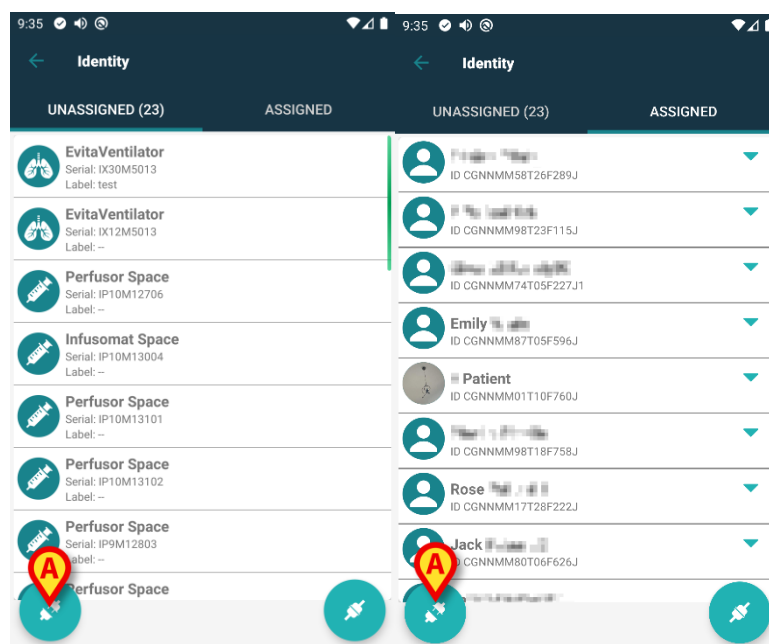 9:35
Identity
UNASSIGNED (23)
ASSIGNED
EvitaVentilator
Serial: IX30M5013
Label: test
EvitaVentilator
Serial: IX12M5013
Label: --
Perfusor Space
Serial: IP10M12706
Label: --
Infusomat Space
Serial: IP10M13004
Label: --
Perfusor Space
Serial: IP10M13101
Label: --
Perfusor Space
Serial: IP10M13102
Label: --
Perfusor Space
Serial: IP9M12803
Label: --
Perfusor Space
A
9:35
Identity
UNASSIGNED (23)
ASSIGNED
ID CGNNMM58T26F289J
ID CGNNMM98T23F115J
ID CGNNMM74T05F227J1
Emily
ID CGNNMM87T05F596J
Patient
ID CGNNMM01T10F760J
ID CGNNMM98T18F758J
Rose
ID CGNNMM17T28F222J
Jack
ID CGNNMM80T06F626J
A